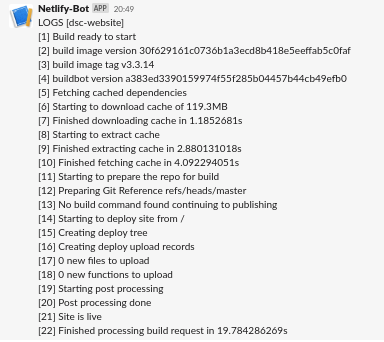 Netlify-Bot APP 20:49
LOGS [dsc-website]
[1] Build ready to start
[2] build image version 30f629161c0736b1a3ecd8b418e5eeffab5c0faf
[3] build image tag v3.3.14
[4] buildbot version a383ed3390159974f55f285b04457b44cb49efb0
[5] Fetching cached dependencies
[6] Starting to download cache of 119.3MB
[7] Finished downloading cache in 1.1852681s
[8] Starting to extract cache
[9] Finished extracting cache in 2.880131018s
[10] Finished fetching cache in 4.092294051s
[11] Starting to prepare the repo for build
[12] Preparing Git Reference refs/heads/master
[13] No build command found continuing to publishing
[14] Starting to deploy site from /
[15] Creating deploy tree
[16] Creating deploy upload records
[17] 0 new files to upload
[18] 0 new functions to upload
[19] Starting post processing
[20] Post processing done
[21] Site is live
[22] Finished processing build request in 19.784286269s